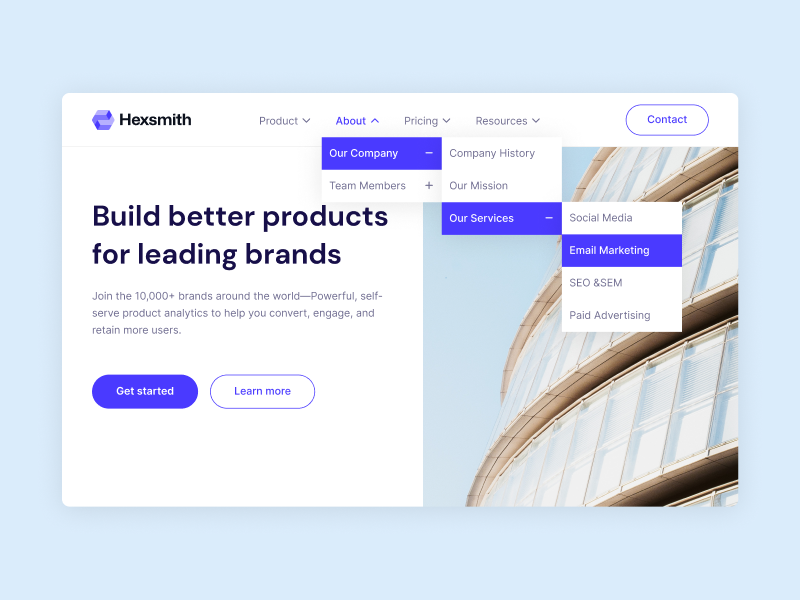 Hexsmith
Product
About
Pricing
Resources
Contact
Our Company
Team Members
Company History
Our Mission
Our Services
Social Media
Email Marketing
SEO &SEM
Paid Advertising
Build better products
for leading brands
Join the 10,000+ brands around the world—Powerful, self-
serve product analytics to help you convert, engage, and
retain more users.
Get started
Learn more